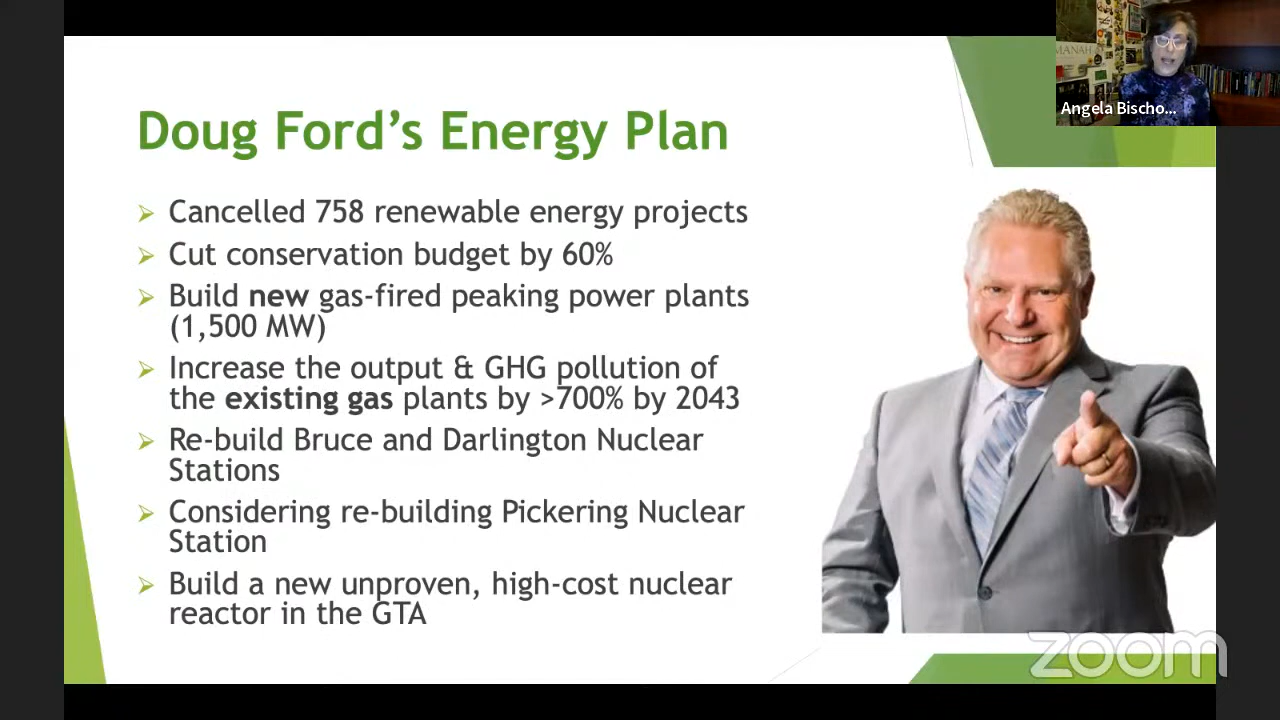 MANAH
Angela Bischo...
Doug Ford's Energy Plan
Cancelled 758 renewable energy projects
Cut conservation budget by 60%
Build new gas-fired peaking power plants
(1,500 MW)
Increase the output & GHG pollution of
the existing gas plants by >700% by 2043
Re-build Bruce and Darlington Nuclear
Stations
Considering re-building Pickering Nuclear
Station
Build a new unproven, high-cost nuclear
reactor in the GTA
zoom